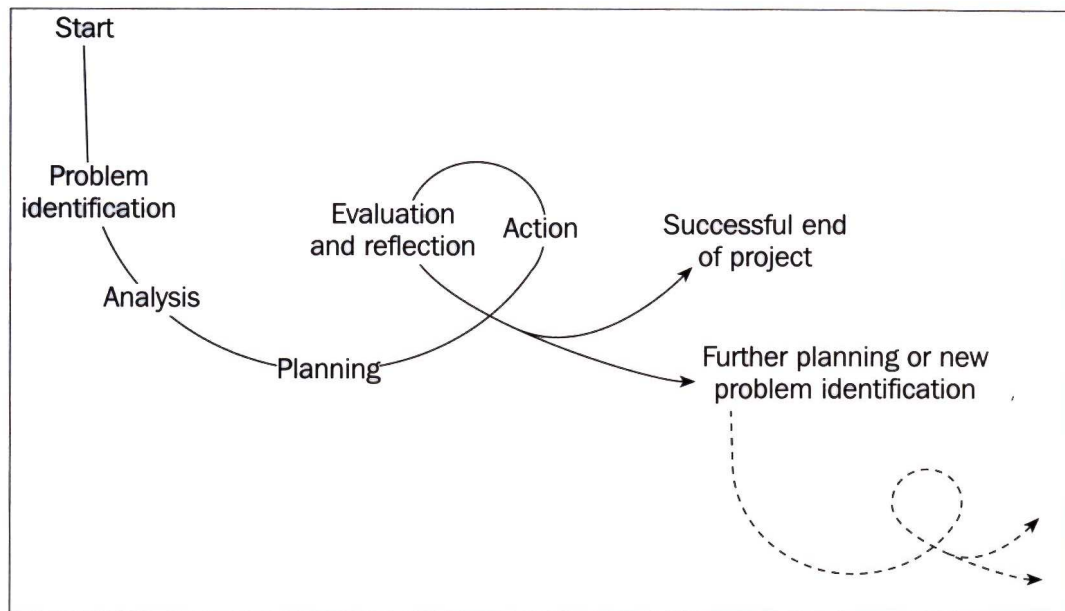 Start
Problem
identification
Analysis
Planning
Action
Evaluation
and reflection
Successful end
of project
Further planning or new
problem identification